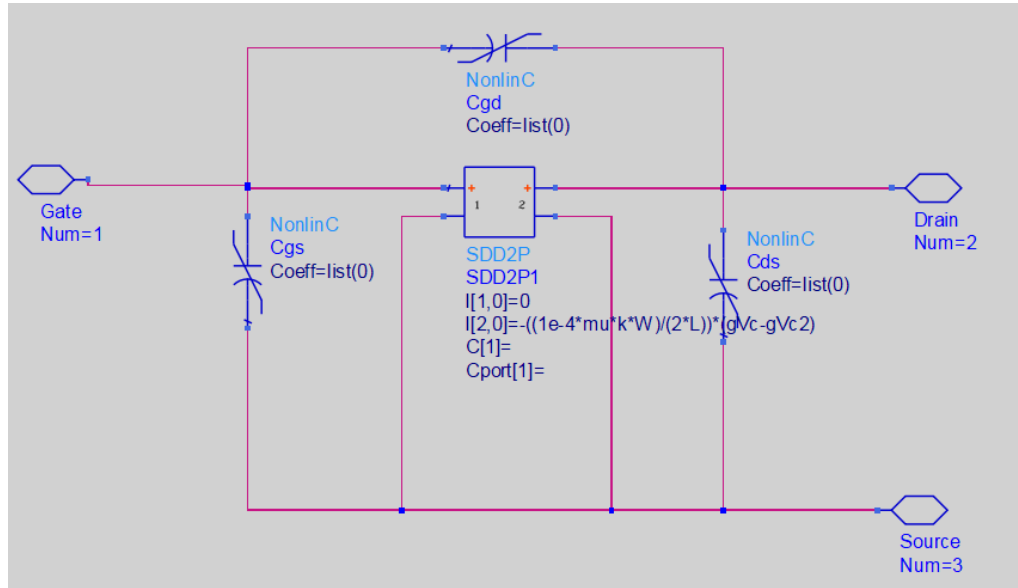 NonlinC
Cgd
Coeff=list(0)
Gate
Num=1
+
+
1
2
Drain
Num=2
NonlinC
Cgs
Coeff=list(0)
NonlinC
Cds
Coeff=list(0)
SDD2P
SDD2P1
I[1,0]=0
I[2,0]=-((1e-4*mu*k*W)/(2*L))*(gVc-gVc2)
C[1]=
Cport[1]=
Source
Num=3